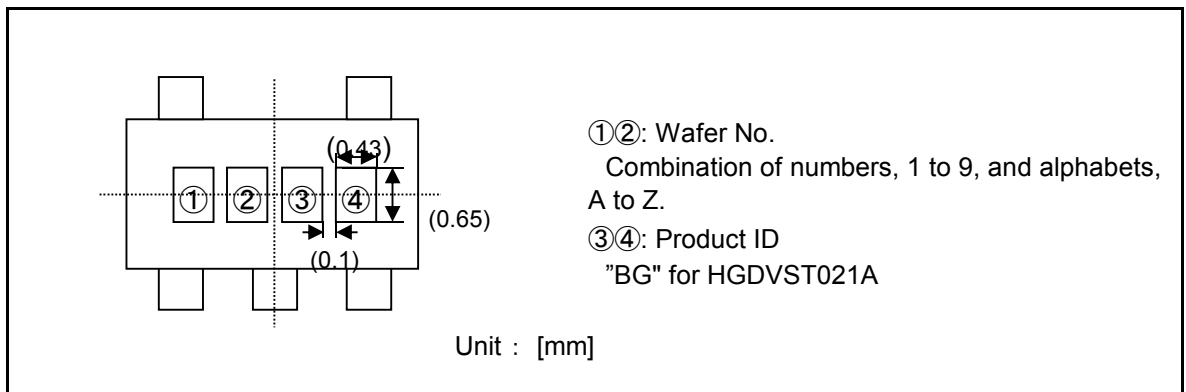 (0.43)
① ② ③ ④
(0.65)
(0.1)
①②: Wafer No.
Combination of numbers, 1 to 9, and alphabets,
A to Z.
③④: Product ID
”BG" for HGDVST021A
Unit : [mm]